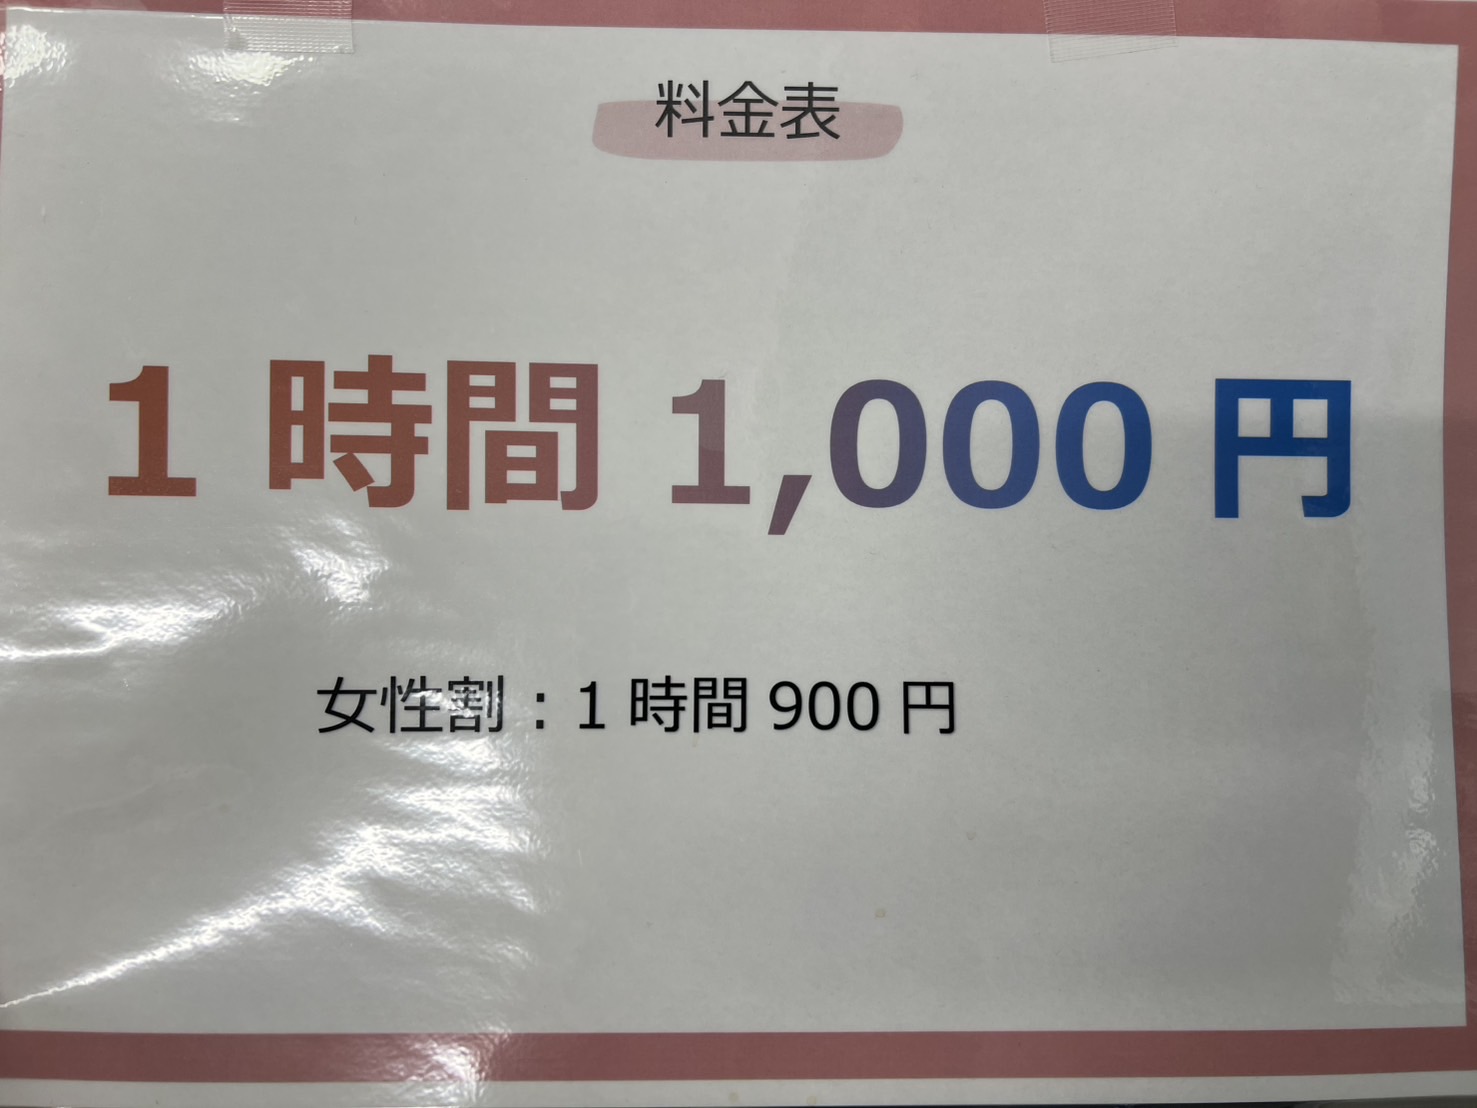 料金表
1 時間 1,000 円
女性割：1 時間 900 円